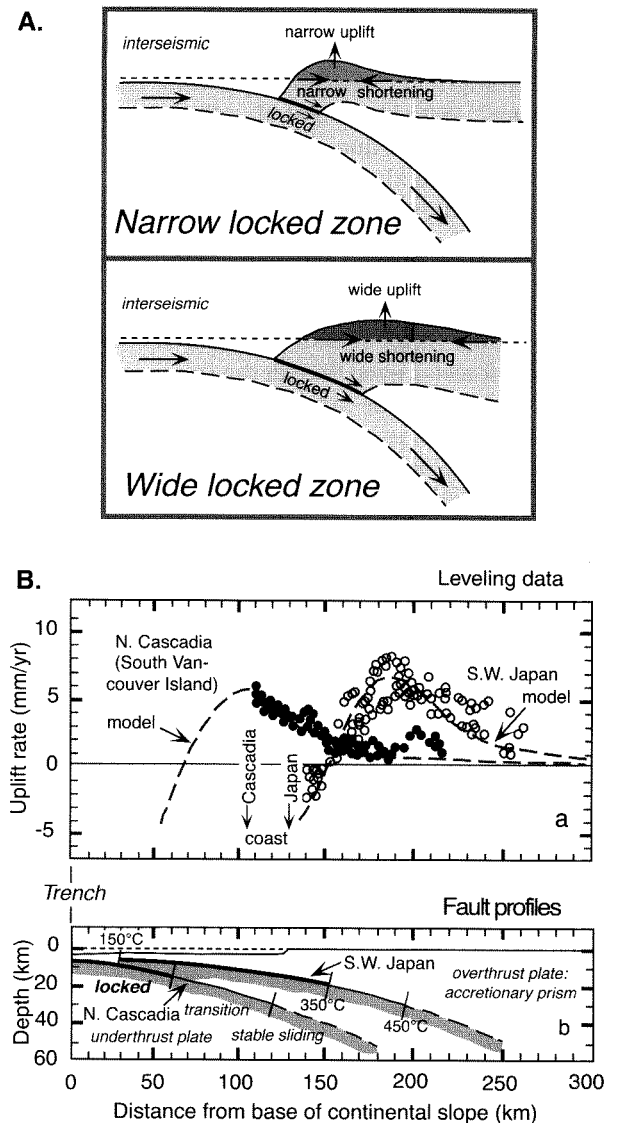 A.
interseismic
narrow uplift
narrow shortening
locked
Narrow locked zone
interseismic
wide uplift
wide shortening
locked
Wide locked zone
B.
Leveling data
Uplift rate (mm/yr)
10
5
0
-5
N. Cascadia
(South Van-
couver Island)
model
S.W. Japan
model
Cascadia
Japan
coast
a
Trench
Fault profiles
Depth (km)
0
20
40
60
150°C
locked
N. Cascadia
transition
underthrust plate
stable sliding
S.W. Japan
350°C
450°C
overthrust plate:
accretionary prism
b
0 50 100 150 200 250 300
Distance from base of continental slope (km)